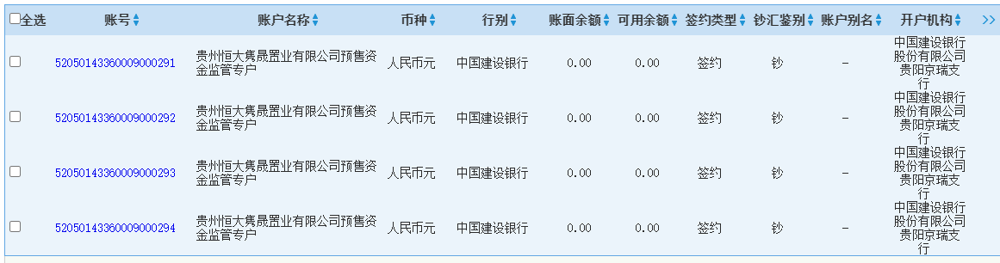 全选 账号 账户名称 币种 行别 账面余额 可用余额 签约类型 钞汇鉴别 账户别名 开户机构 >>
52050143360009000291 贵州恒大隽晟置业有限公司预售资 人民币元 中国建设银行 0.00 0.00 签约 钞 – 中国建设银行
金监管专户 股份有限公司
贵阳京瑞支
行
52050143360009000292 贵州恒大隽晟置业有限公司预售资 人民币元 中国建设银行 0.00 0.00 签约 钞 – 中国建设银行
金监管专户 股份有限公司
贵阳京瑞支
行
52050143360009000293 贵州恒大隽晟置业有限公司预售资 人民币元 中国建设银行 0.00 0.00 签约 钞 – 中国建设银行
金监管专户 股份有限公司
贵阳京瑞支
行
52050143360009000294 贵州恒大隽晟置业有限公司预售资 人民币元 中国建设银行 0.00 0.00 签约 钞 – 中国建设银行
金监管专户 股份有限公司
贵阳京瑞支
行